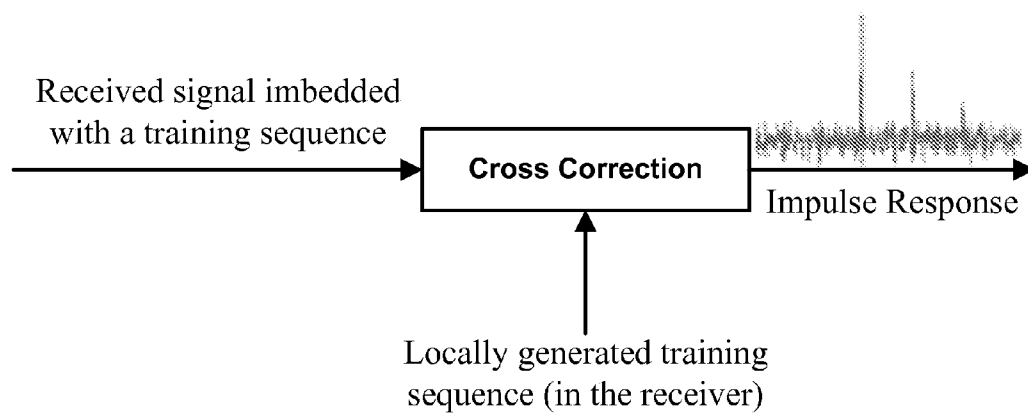 Received signal imbedded
with a training sequence
Cross Correction
Impulse Response
Locally generated training
sequence (in the receiver)